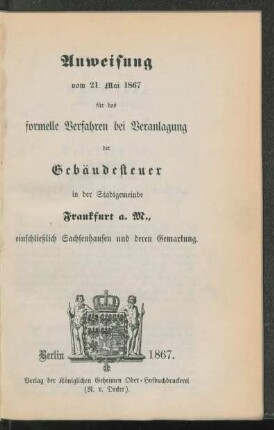 Anweisung
vom 21. Mai 1867
für das
formelle Verfahren bei Veranlagung
der
Gebäudesteuer
in der Stadtgemeinde
Frankfurt a. M.,
einschließlich Sachsenhausen und deren Gemarkung.
Berlin 1867.
Verlag der Königlichen Geheimen Ober-Hofbuchdruckerei
(R. v. Decker).